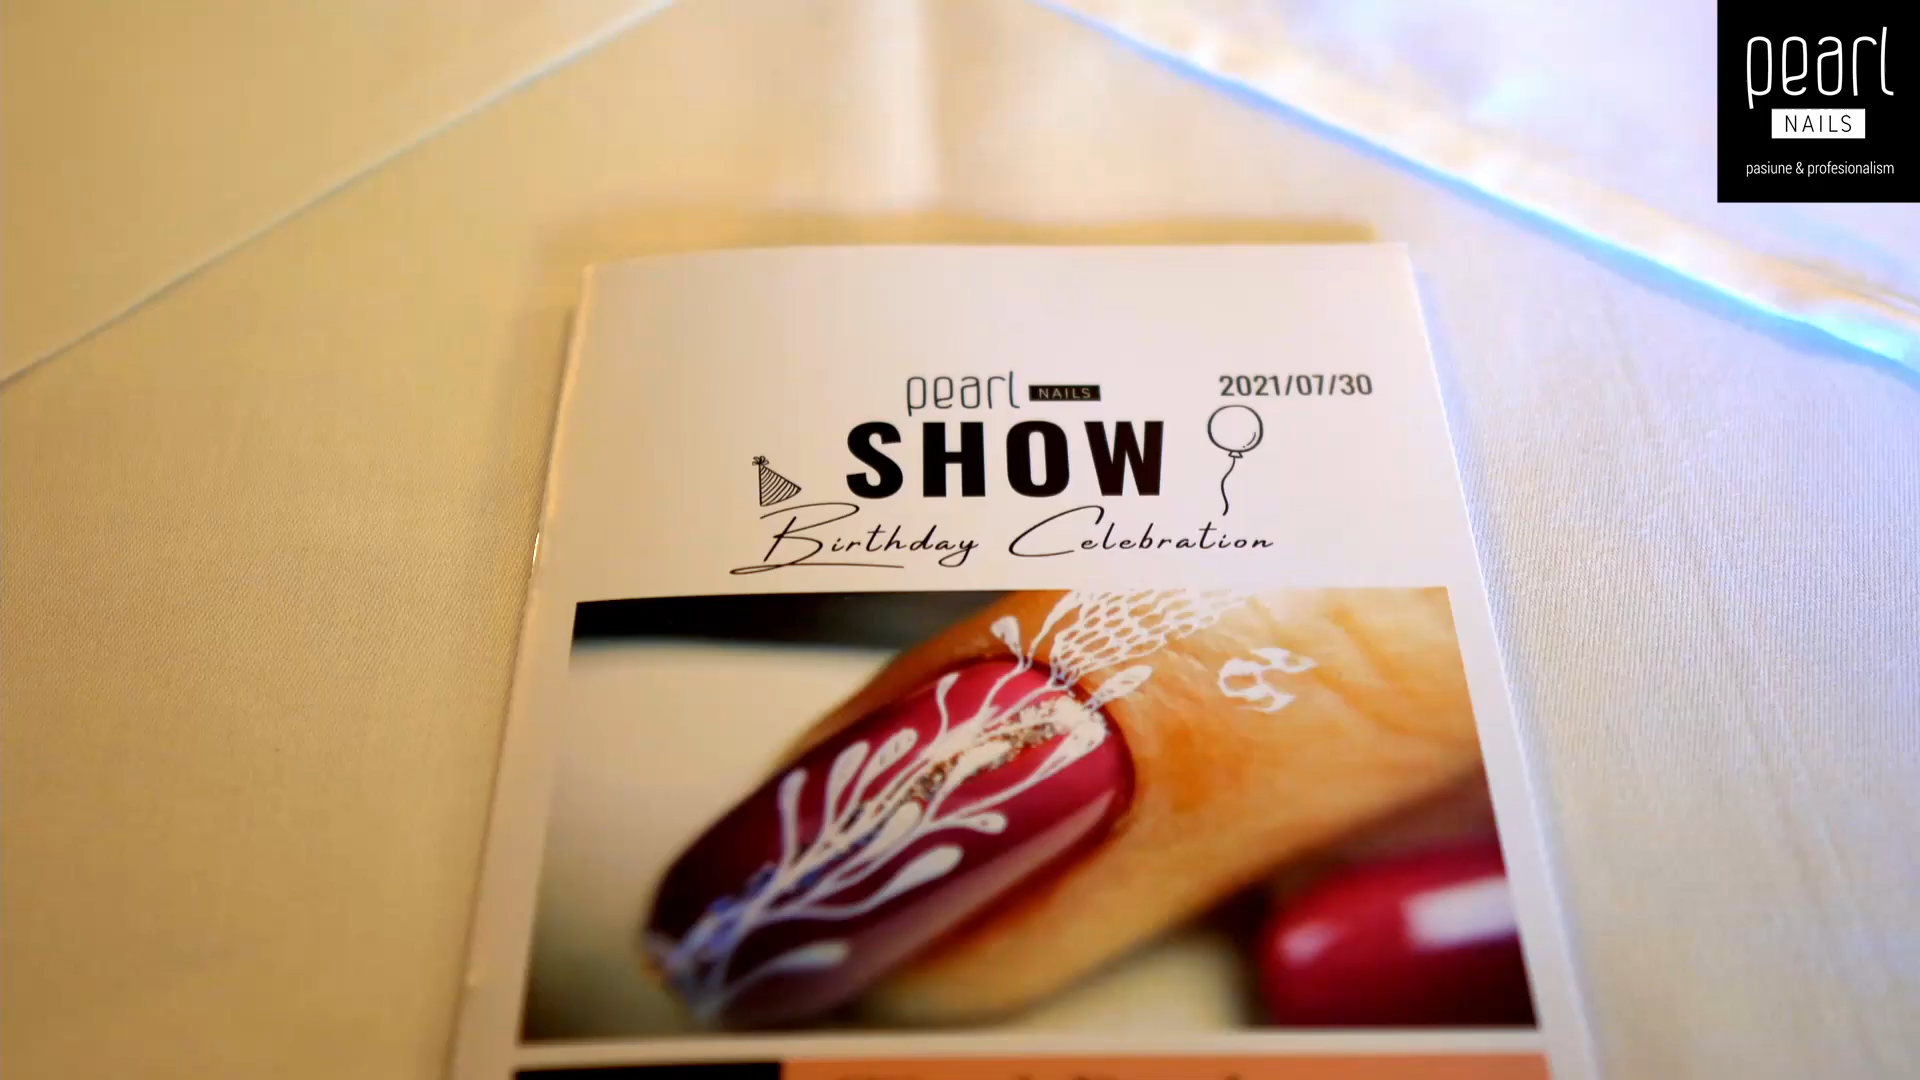 pearl
NAILS
pasiune & profesionalism
pearl NAILS
2021/07/30
SHOW
Birthday Celebration